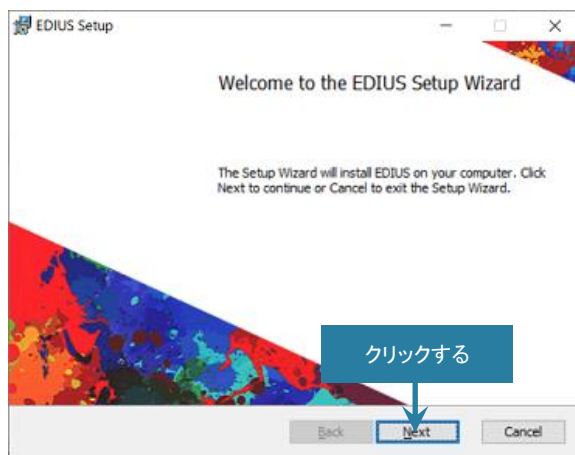 EDIUS Setup
Welcome to the EDIUS Setup Wizard
The Setup Wizard will install EDIUS on your computer. Click
Next to continue or Cancel to exit the Setup Wizard.
クリックする
Back Next Cancel